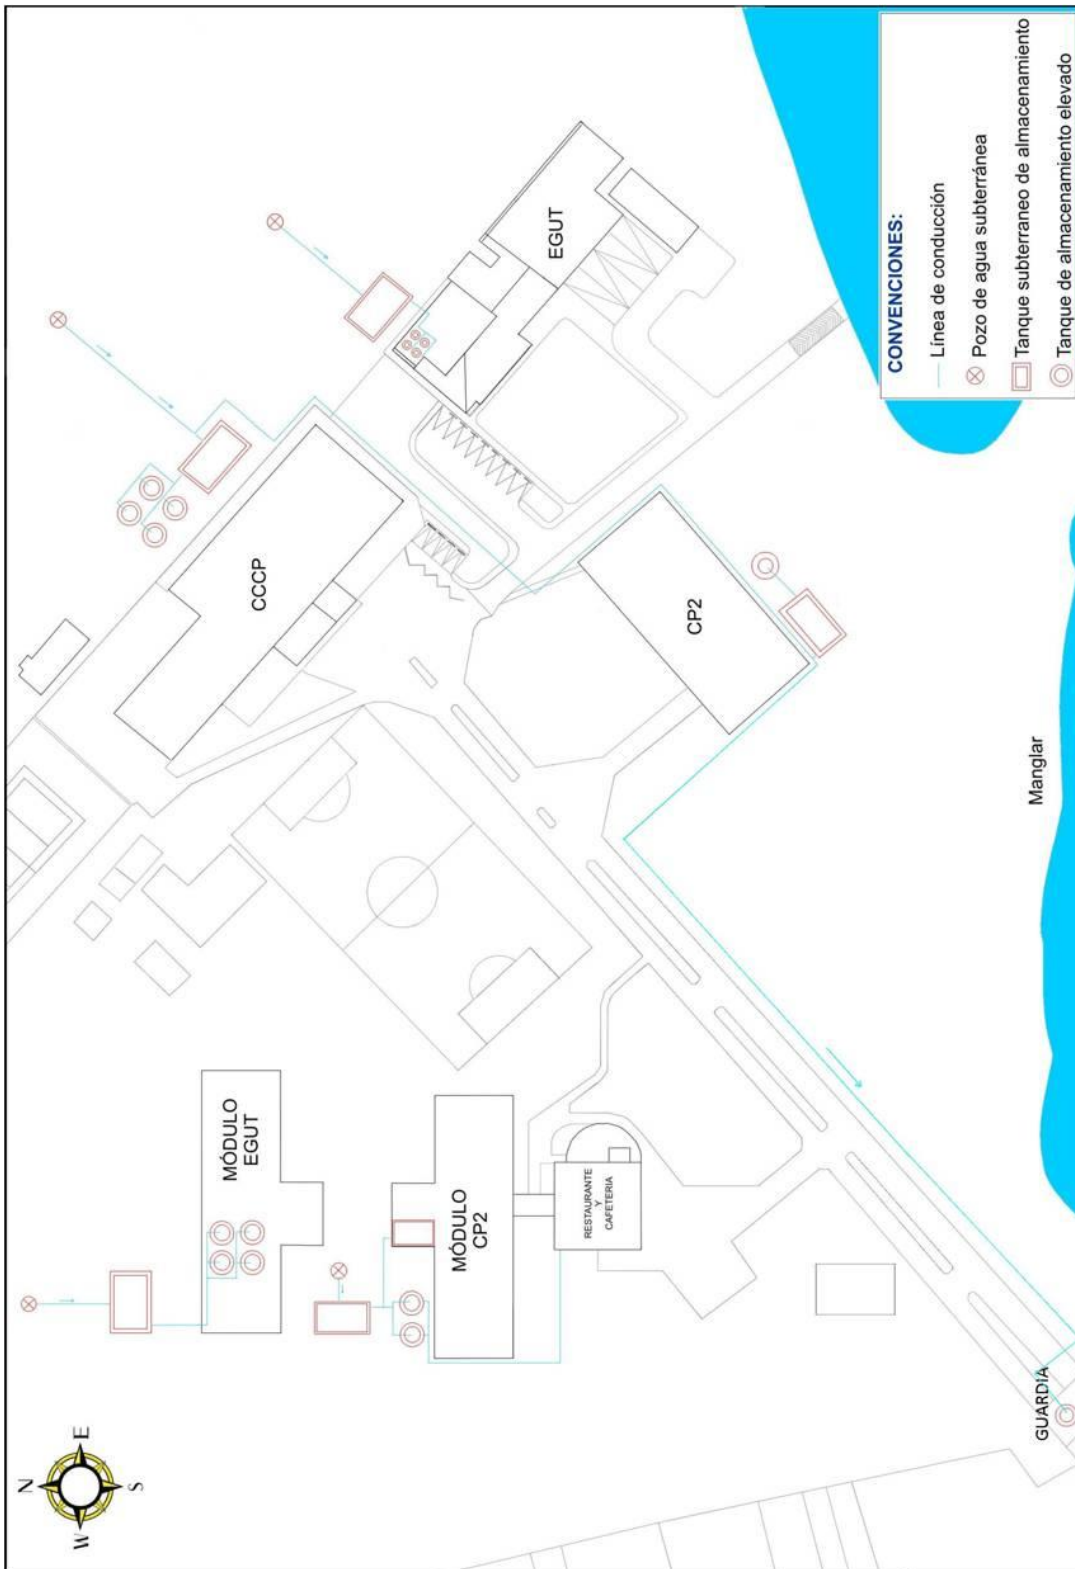 N
W
E
S
MÓDULO
EGUT
MÓDULO
CP2
RESTAURANTE
Y
CAFETERIA
GUARDIA
CCCP
EGUT
CP2
Manglar
CONVENCIONES:
Línea de conducción
Pozo de agua subterránea
Tanque subterraneo de almacenamiento
Tanque de almacenamiento elevado